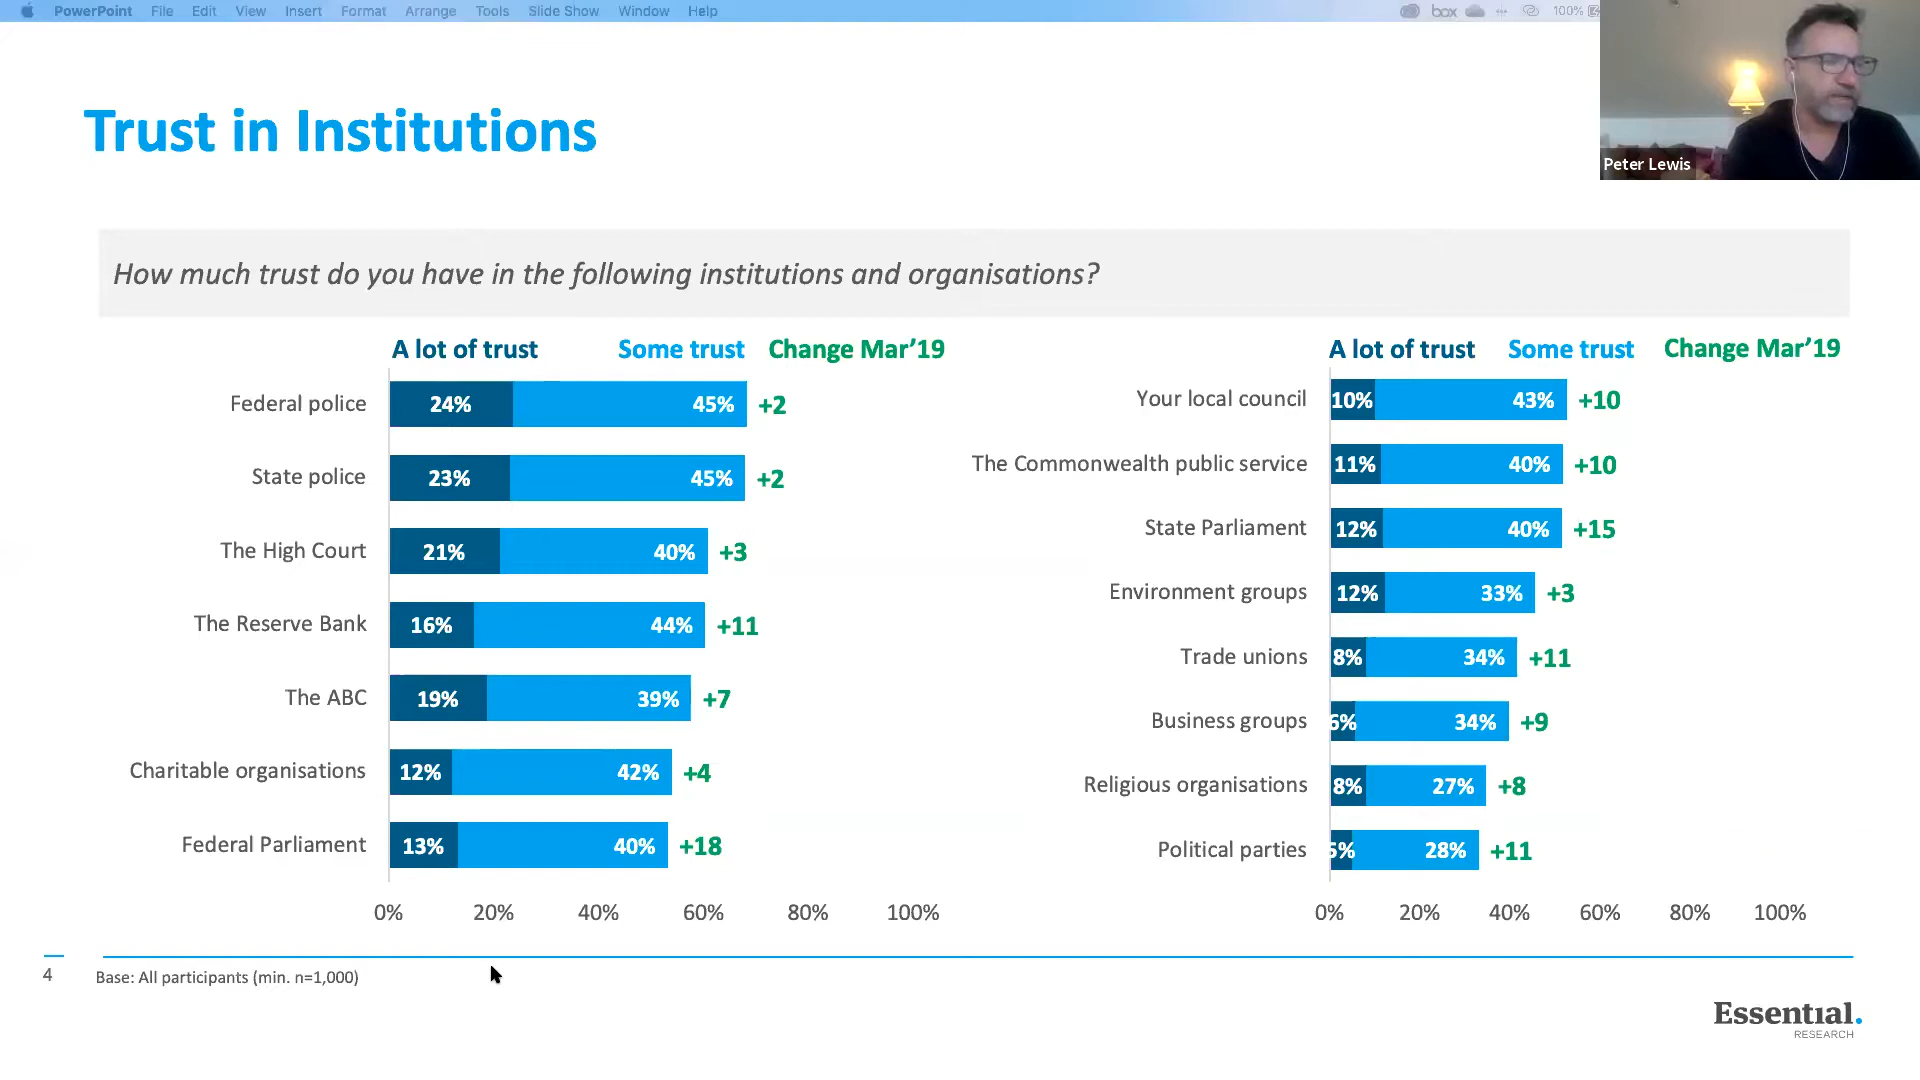 PowerPoint File Edit View Insert Format Arrange Tools Slide Show Window Help box 100%
Peter Lewis
Trust in Institutions
How much trust do you have in the following institutions and organisations?
A lot of trust Some trust Change Mar'19
Federal police 24% 45% +2
State police 23% 45% +2
The High Court 21% 40% +3
The Reserve Bank 16% 44% +11
The ABC 19% 39% +7
Charitable organisations 12% 42% +4
Federal Parliament 13% 40% +18
0% 20% 40% 60% 80% 100%
A lot of trust Some trust Change Mar'19
Your local council 10% 43% +10
The Commonwealth public service 11% 40% +10
State Parliament 12% 40% +15
Environment groups 12% 33% +3
Trade unions 8% 34% +11
Business groups 6% 34% +9
Religious organisations 8% 27% +8
Political parties 5% 28% +11
0% 20% 40% 60% 80% 100%
4 Base: All participants (min. n=1,000)
Essential.
RESEARCH